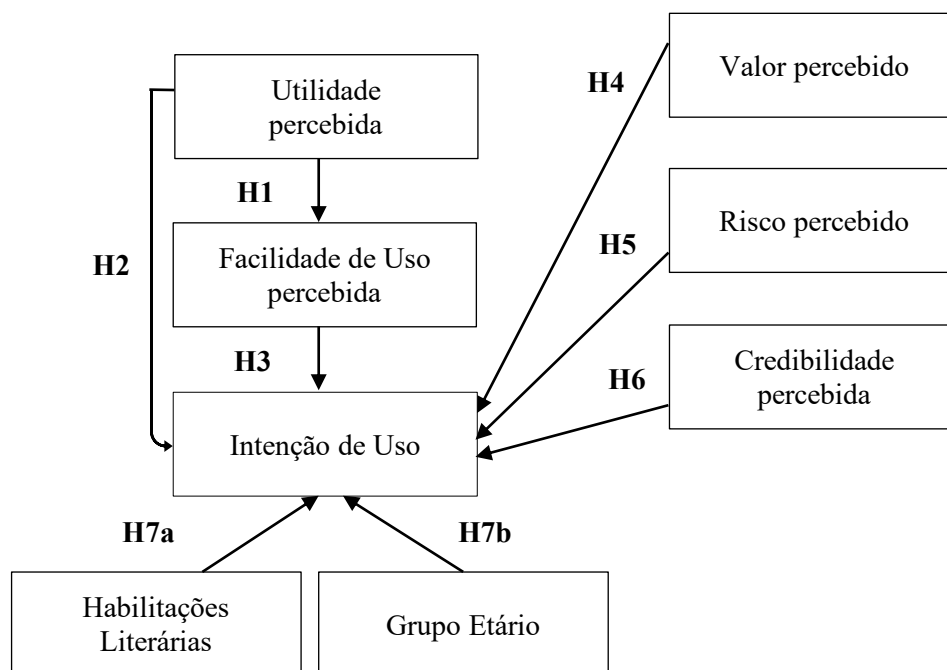 Utilidade
percebida
Valor percebido
H4
H1
Risco percebido
H2
Facilidade de Uso
percebida
H5
H3
Credibilidade
percebida
H6
Intenção de Uso
H7a
H7b
Habilitações
Literárias
Grupo Etário